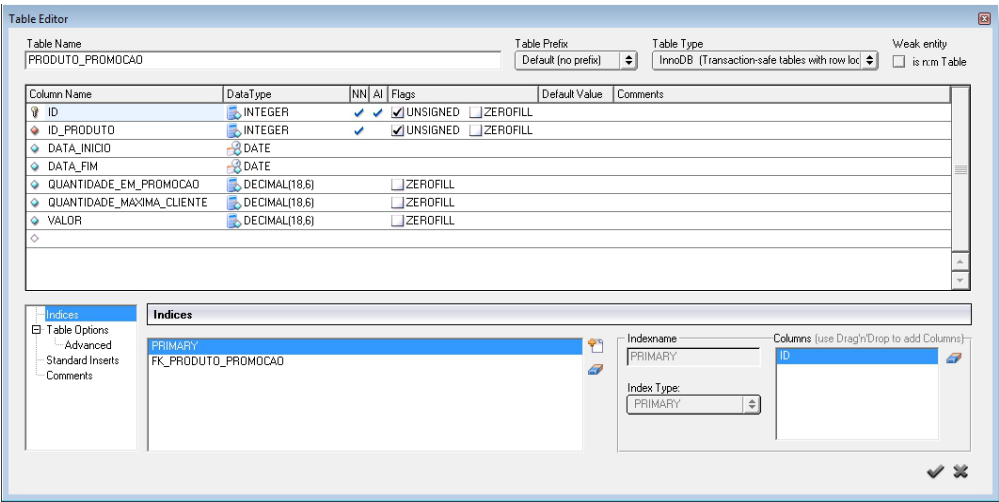 Table Editor
Table Name Table Prefix Table Type Weak entity
PRODUTO_PROMOCAO Default (no prefix) InnoDB (Transaction-safe tables with row loc is n:m Table
Column Name DataType NN AI Flags Default Value Comments
ID INTEGER UNSIGNED ZEROFILL
ID_PRODUTO INTEGER UNSIGNED ZEROFILL
DATA_INICIO DATE
DATA_FIM DATE
QUANTIDADE_EM_PROMOCAO DECIMAL(18,6) ZEROFILL
QUANTIDADE_MAXIMA_CLIENTE DECIMAL(18,6) ZEROFILL
VALOR DECIMAL(18,6) ZEROFILL
Indices
Table Options
Advanced
Standard Inserts
Comments
Indices
PRIMARY
FK_PRODUTO_PROMOCAO
Indexname
PRIMARY
Index Type:
PRIMARY
Columns (use Drag'n'Drop to add Columns)
ID